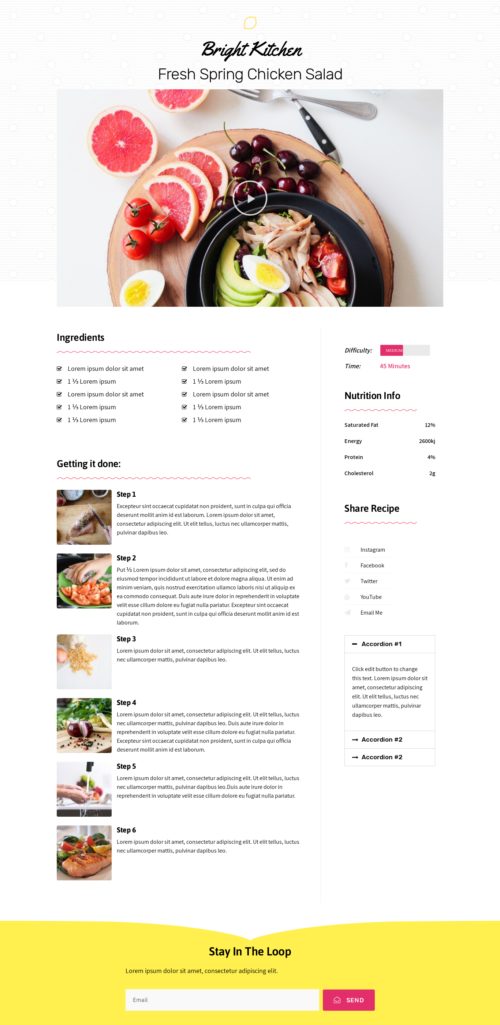 Bright Kitchen
Fresh Spring Chicken Salad
Ingredients
Lorem ipsum dolor sit amet
1 ⅓ Lorem ipsum
Lorem ipsum dolor sit amet
1 ⅓ Lorem ipsum
1 ⅓ Lorem ipsum
Lorem ipsum dolor sit amet
1 ⅓ Lorem ipsum
Lorem ipsum dolor sit amet
1 ⅓ Lorem ipsum
1 ⅓ Lorem ipsum
Getting it done:
Step 1
Excepteur sint occaecat cupidatat non proident, sunt in culpa qui officia
deserunt mollit anim id est laborum. Lorem ipsum dolor sit amet,
consectetur adipiscing elit. Ut elit tellus, luctus nec ullamcorper mattis,
pulvinar dapibus leo.
Step 2
Put ½ Lorem ipsum dolor sit amet, consectetur adipiscing elit, sed do
eiusmod tempor incididunt ut labore et dolore magna aliqua. Ut enim ad
minim veniam, quis nostrud exercitation ullamco laboris nisi ut aliquip ex
ea commodo consequat. Duis aute irure dolor in reprehenderit in voluptate
velit esse cillum dolore eu fugiat nulla pariatur. Excepteur sint occaecat
cupidatat non proident, sunt in culpa qui officia deserunt mollit anim id est
laborum.
Step 3
Lorem ipsum dolor sit amet, consectetur adipiscing elit. Ut elit tellus, luctus
nec ullamcorper mattis, pulvinar dapibus leo.
Step 4
Lorem ipsum dolor sit amet, consectetur adipiscing elit. Ut elit tellus, luctus
nec ullamcorper mattis, pulvinar dapibus leo. Duis aute irure dolor in
reprehenderit in voluptate velit esse cillum dolore eu fugiat nulla pariatur.
Excepteur sint occaecat cupidatat non proident, sunt in culpa qui officia
deserunt mollit anim id est laborum.
Step 5
Lorem ipsum dolor sit amet, consectetur adipiscing elit. Ut elit tellus, luctus
nec ullamcorper mattis, pulvinar dapibus leo.Duis aute irure dolor in
reprehenderit in voluptate velit esse cillum dolore eu fugiat nulla pariatur.
Step 6
Lorem ipsum dolor sit amet, consectetur adipiscing elit. Ut elit tellus, luctus
nec ullamcorper mattis, pulvinar dapibus leo.
Difficulty: MEDIUM
Time: 45 Minutes
Nutrition Info
Saturated Fat 12%
Energy 2600kj
Protein 4%
Cholesterol 2g
Share Recipe
Instagram
Facebook
Twitter
YouTube
Email Me
Accordion #1
Click edit button to change
this text. Lorem ipsum dolor sit
amet, consectetur adipiscing
elit. Ut elit tellus, luctus nec
ullamcorper mattis, pulvinar
dapibus leo.
Accordion #2
Accordion #2
Stay In The Loop
Lorem ipsum dolor sit amet, consectetur adipiscing elit.
Email
SEND